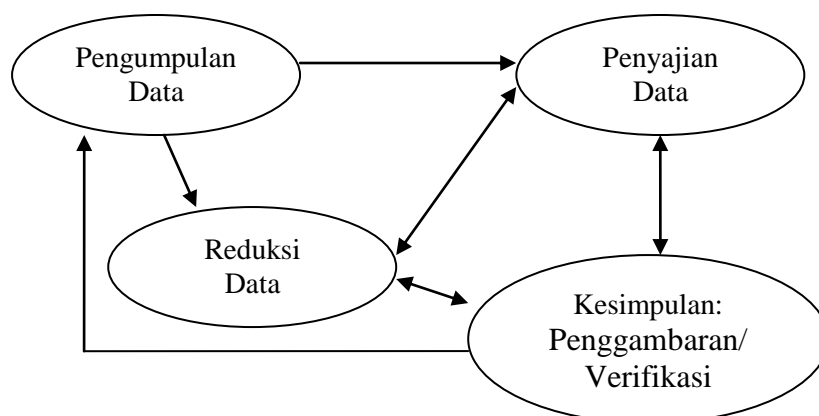 Pengumpulan
Data
Penyajian
Data
Reduksi
Data
Kesimpulan:
Penggambaran/
Verifikasi